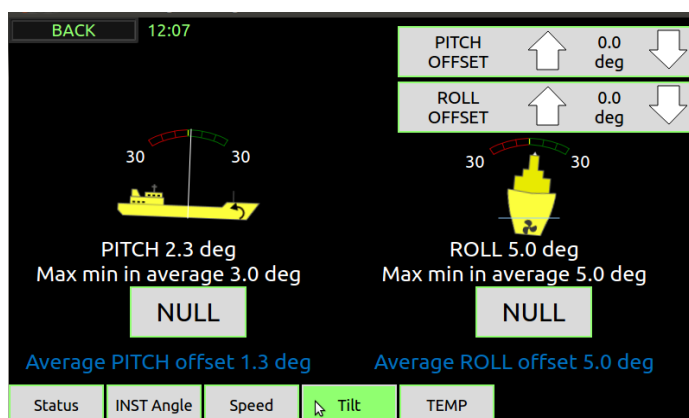 BACK
12:07
PITCH
OFFSET
0.0
deg
ROLL
OFFSET
0.0
deg
30 30
30 30
PITCH 2.3 deg
Max min in average 3.0 deg
NULL
Average PITCH offset 1.3 deg
ROLL 5.0 deg
Max min in average 5.0 deg
NULL
Average ROLL offset 5.0 deg
Status
INST Angle
Speed
Tilt
TEMP